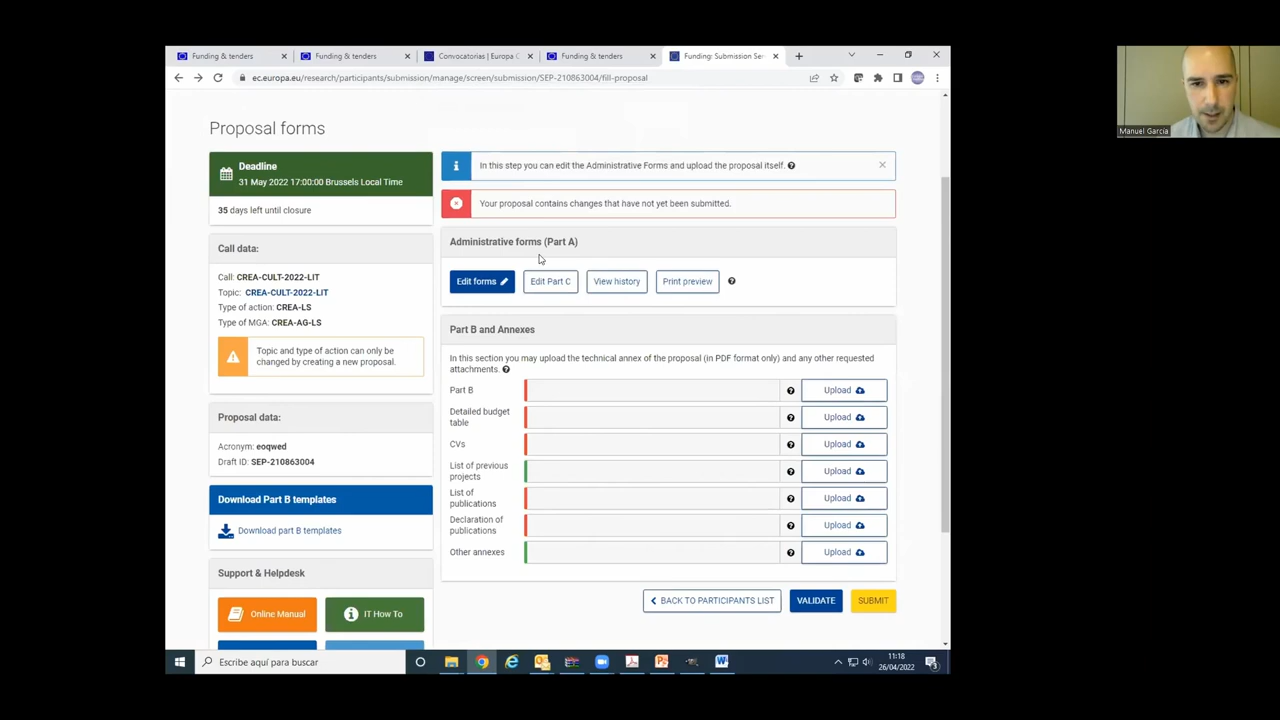 Funding & tenders
Funding & tenders
Convocatorias | Europa C
Funding & tenders
Funding: Submission Ser
ec.europa.eu/research/participants/submission/manage/screen/submission/SEP-210863004/fill-proposal
Manuel Garcia
Proposal forms
Deadline
31 May 2022 17:00:00 Brussels Local Time
35 days left until closure
Call data:
Call: CREA-CULT-2022-LIT
Topic: CREA-CULT-2022-LIT
Type of action: CREA-LS
Type of MGA: CREA-AG-LS
Topic and type of action can only be
changed by creating a new proposal.
Proposal data:
Acronym: eoqwed
Draft ID: SEP-210863004
Download Part B templates
Download part B templates
Support & Helpdesk
Online Manual
IT How To
In this step you can edit the Administrative Forms and upload the proposal itself.
Your proposal contains changes that have not yet been submitted.
Administrative forms (Part A)
Edit forms
Edit Part C
View history
Print preview
Part B and Annexes
In this section you may upload the technical annex of the proposal (in PDF format only) and any other requested
attachments.
Part B
Upload
Detailed budget
table
Upload
CVs
Upload
List of previous
projects
Upload
List of
publications
Upload
Declaration of
publications
Upload
Other annexes
Upload
BACK TO PARTICIPANTS LIST
VALIDATE
SUBMIT
Escribe aquí para buscar
11:18
26/04/2022